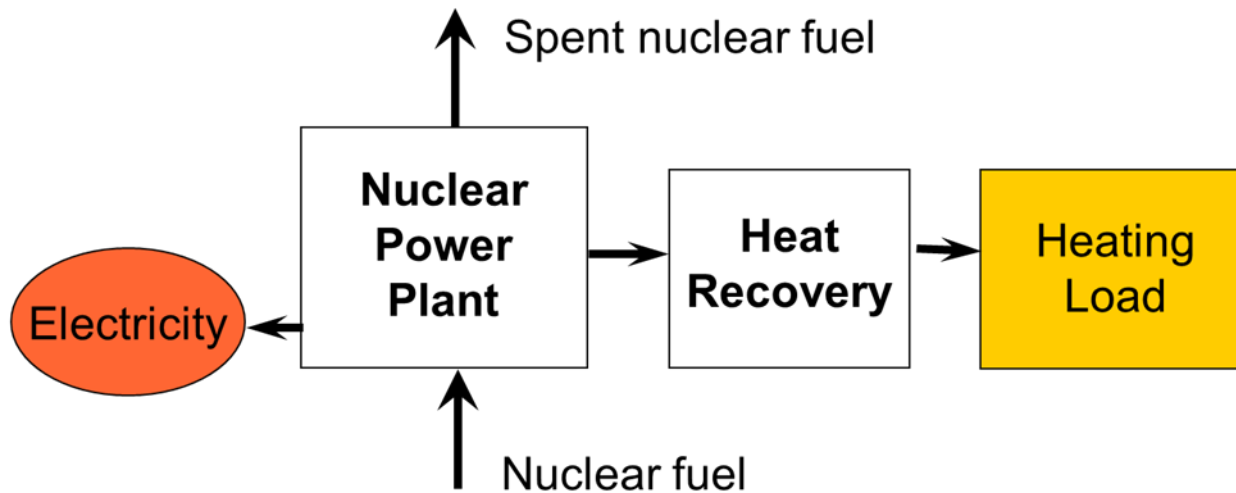 Spent nuclear fuel
Nuclear
Power
Plant
Heat
Recovery
Heating
Load
Electricity
Nuclear fuel